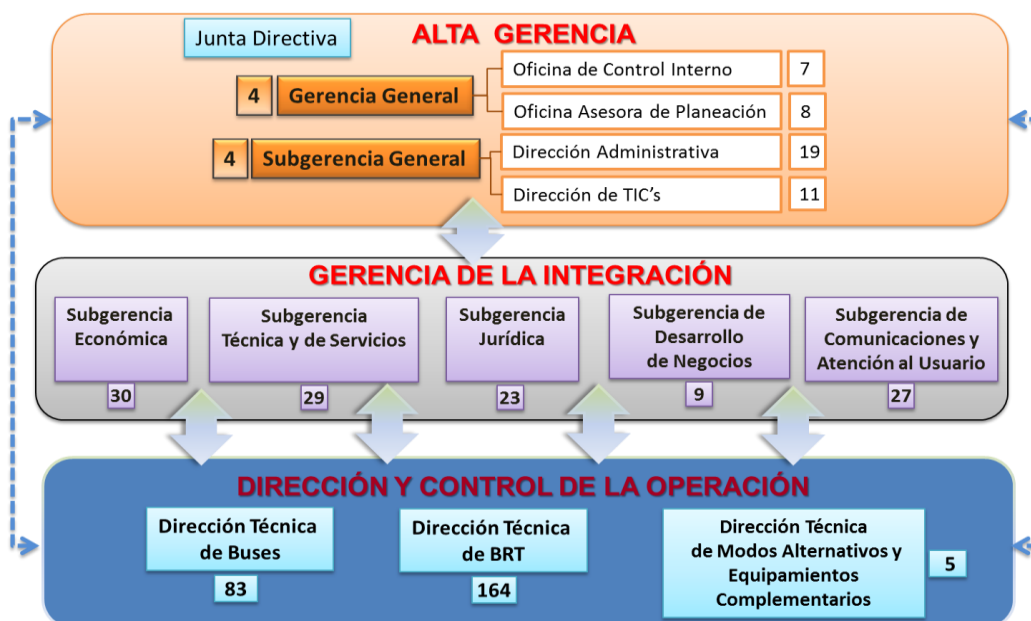 Junta Directiva
ALTA GERENCIA
4
Gerencia General
Oficina de Control Interno
7
Oficina Asesora de Planeación
8
4
Subgerencia General
Dirección Administrativa
19
Dirección de TIC's
11
GERENCIA DE LA INTEGRACIÓN
Subgerencia
Económica
30
Subgerencia
Técnica y de Servicios
29
Subgerencia
Jurídica
23
Subgerencia de
Desarrollo
de Negocios
9
Subgerencia de
Comunicaciones y
Atención al Usuario
27
DIRECCIÓN Y CONTROL DE LA OPERACIÓN
Dirección Técnica
de Buses
83
Dirección Técnica
de BRT
164
Dirección Técnica
de Modos Alternativos y
Equipamientos
Complementarios
5